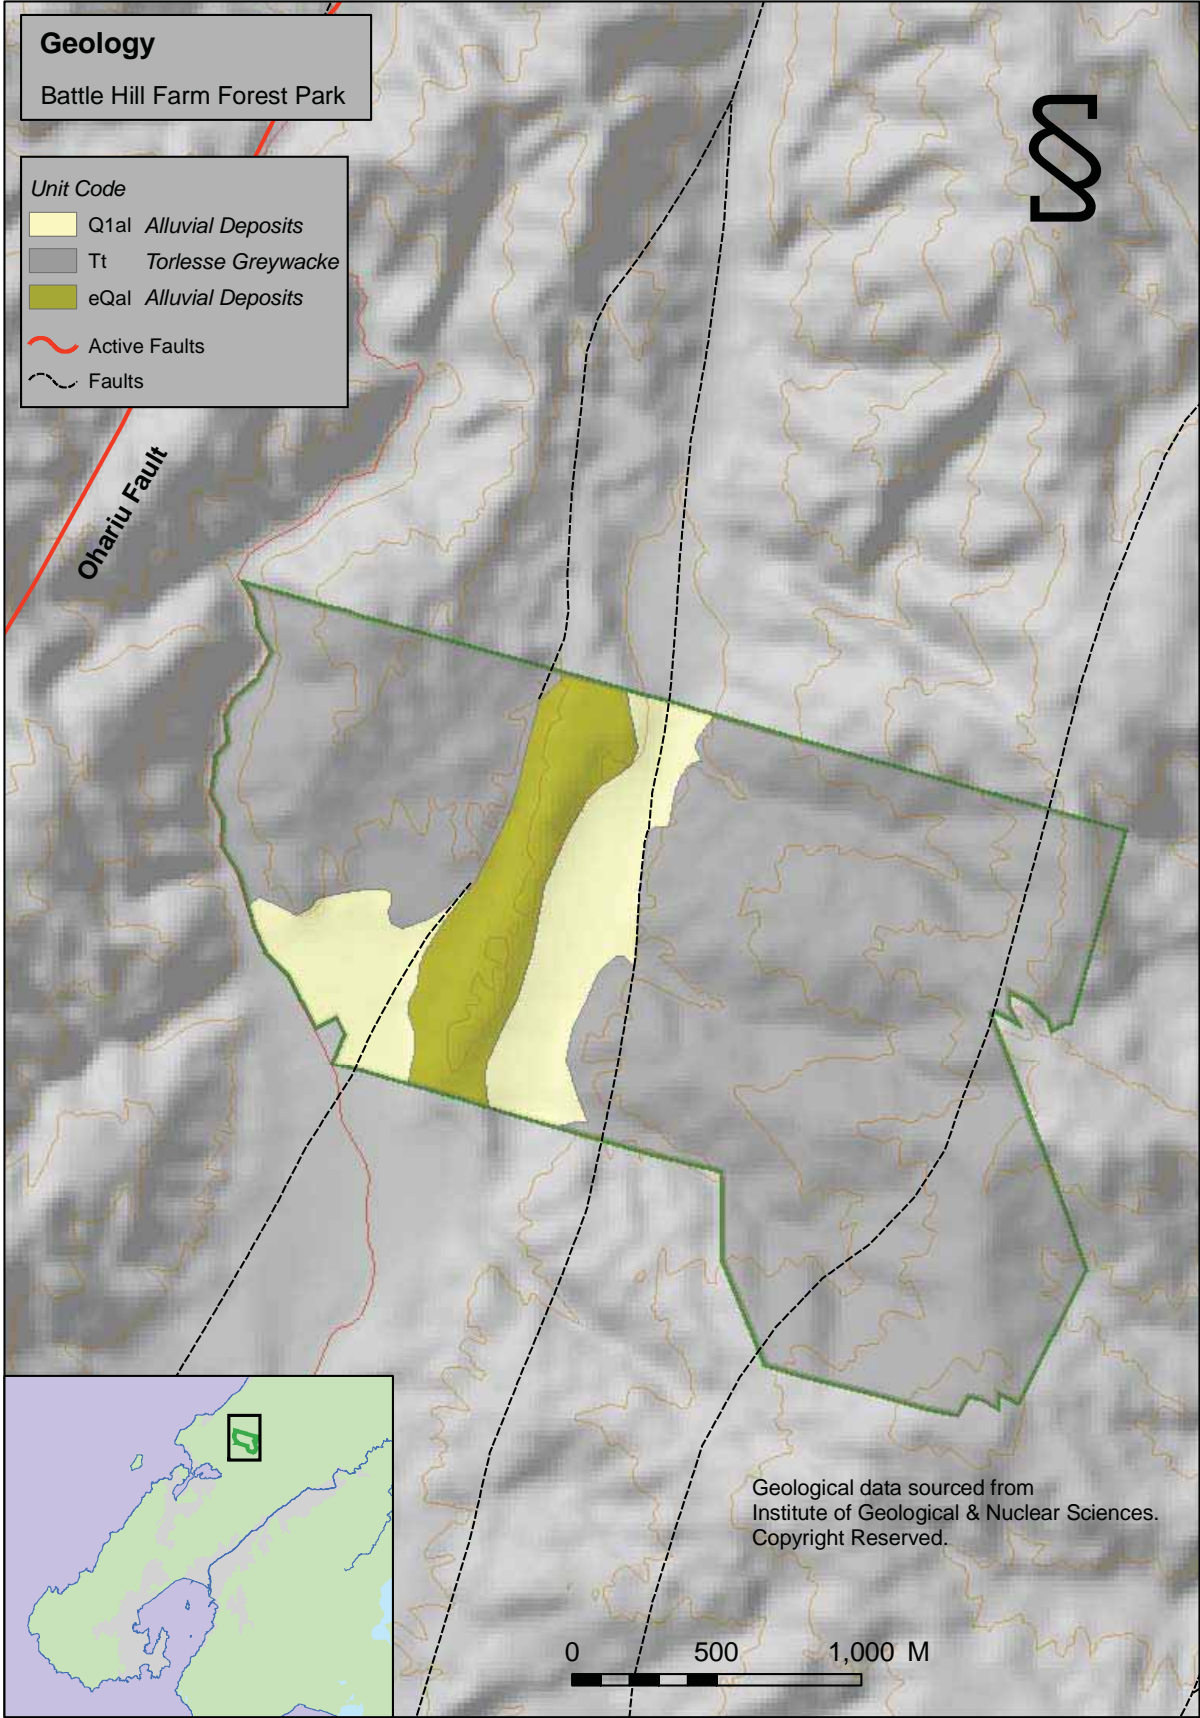 Geology
Battle Hill Farm Forest Park
Unit Code
Q1al Alluvial Deposits
Tt Torlesse Greywacke
eQal Alluvial Deposits
Active Faults
Faults
§
Ohariu Fault
Geological data sourced from
Institute of Geological & Nuclear Sciences.
Copyright Reserved.
0 500 1,000 M